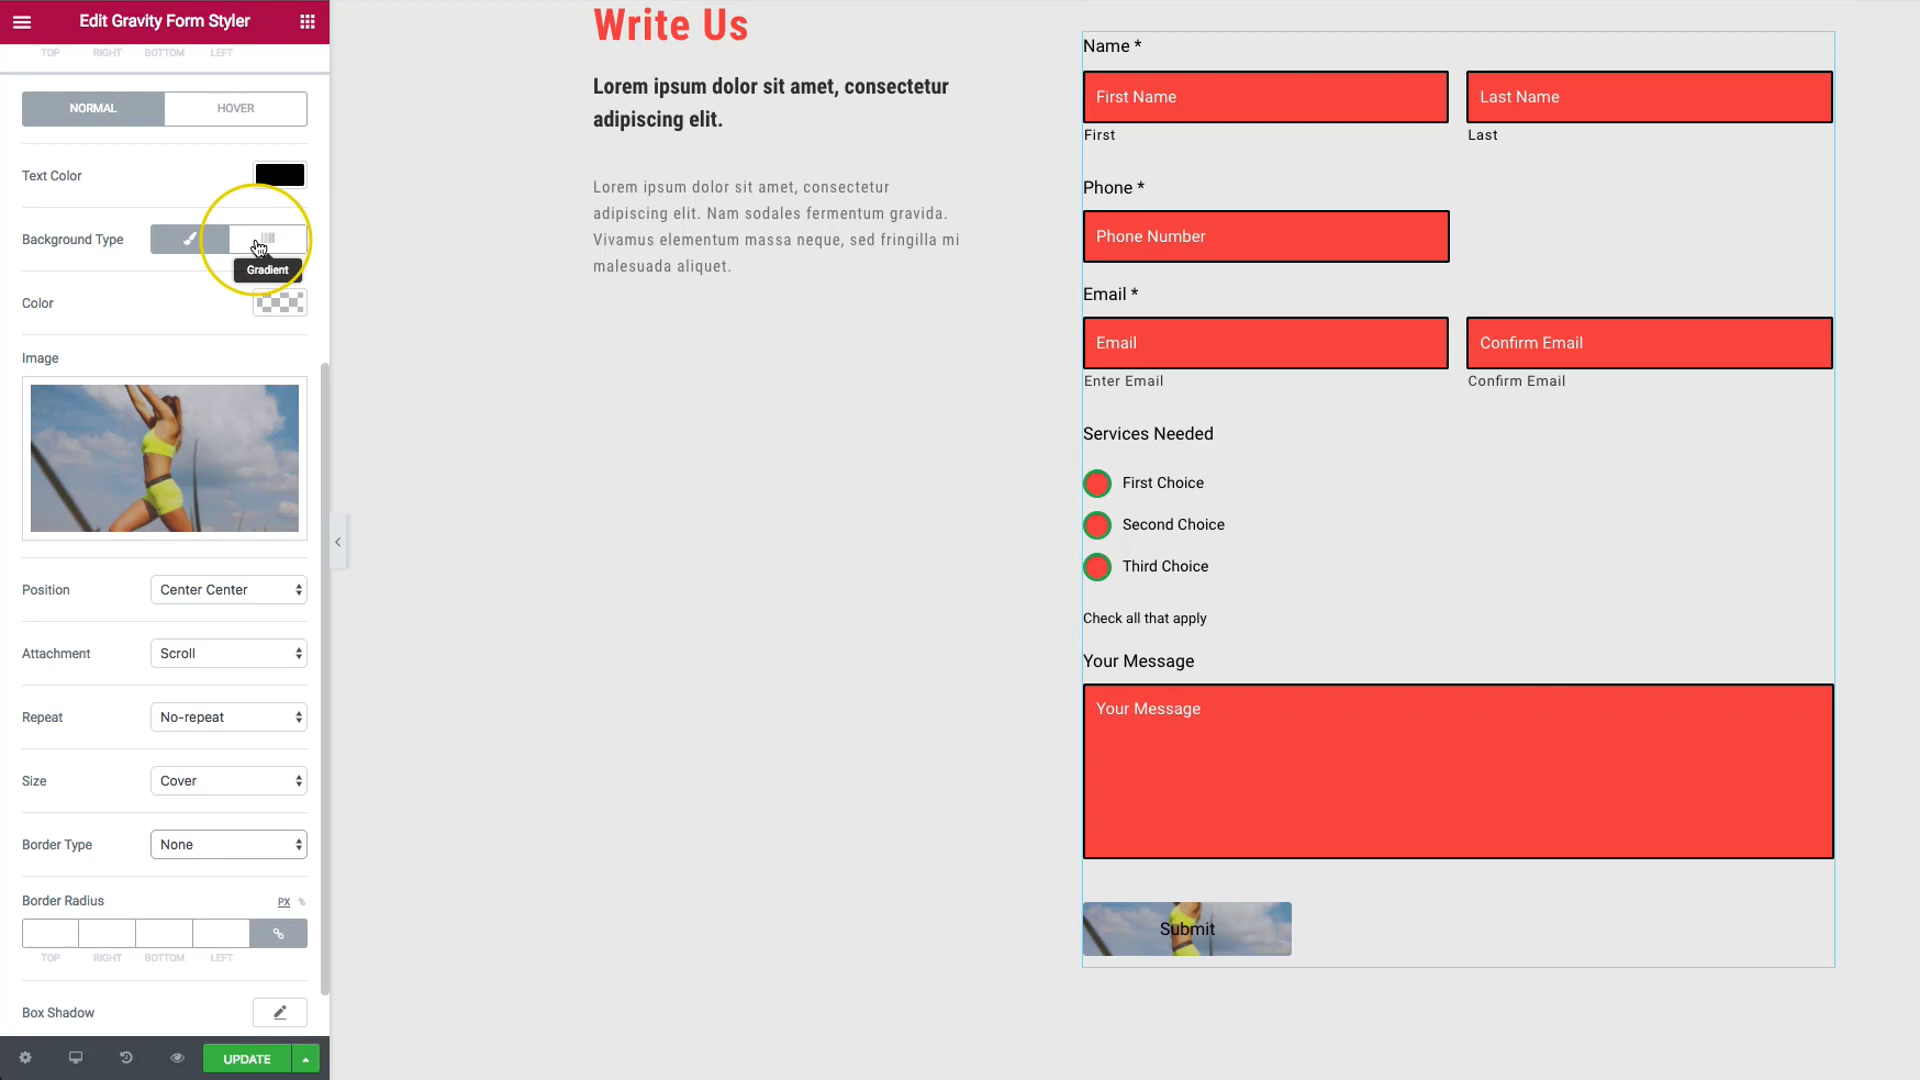 Edit Gravity Form Styler
TOP RIGHT BOTTOM LEFT
NORMAL HOVER
Text Color
Background Type
Gradient
Color
Image
Position Center Center
Attachment Scroll
Repeat No-repeat
Size Cover
Border Type None
Border Radius PX %
TOP RIGHT BOTTOM LEFT
Box Shadow
UPDATE
Write Us
Lorem ipsum dolor sit amet, consectetur
adipiscing elit.
Lorem ipsum dolor sit amet, consectetur
adipiscing elit. Nam sodales fermentum gravida.
Vivamus elementum massa neque, sed fringilla mi
malesuada aliquet.
Name *
First Name Last Name
First Last
Phone *
Phone Number
Email *
Email Confirm Email
Enter Email Confirm Email
Services Needed
First Choice
Second Choice
Third Choice
Check all that apply
Your Message
Your Message
Submit